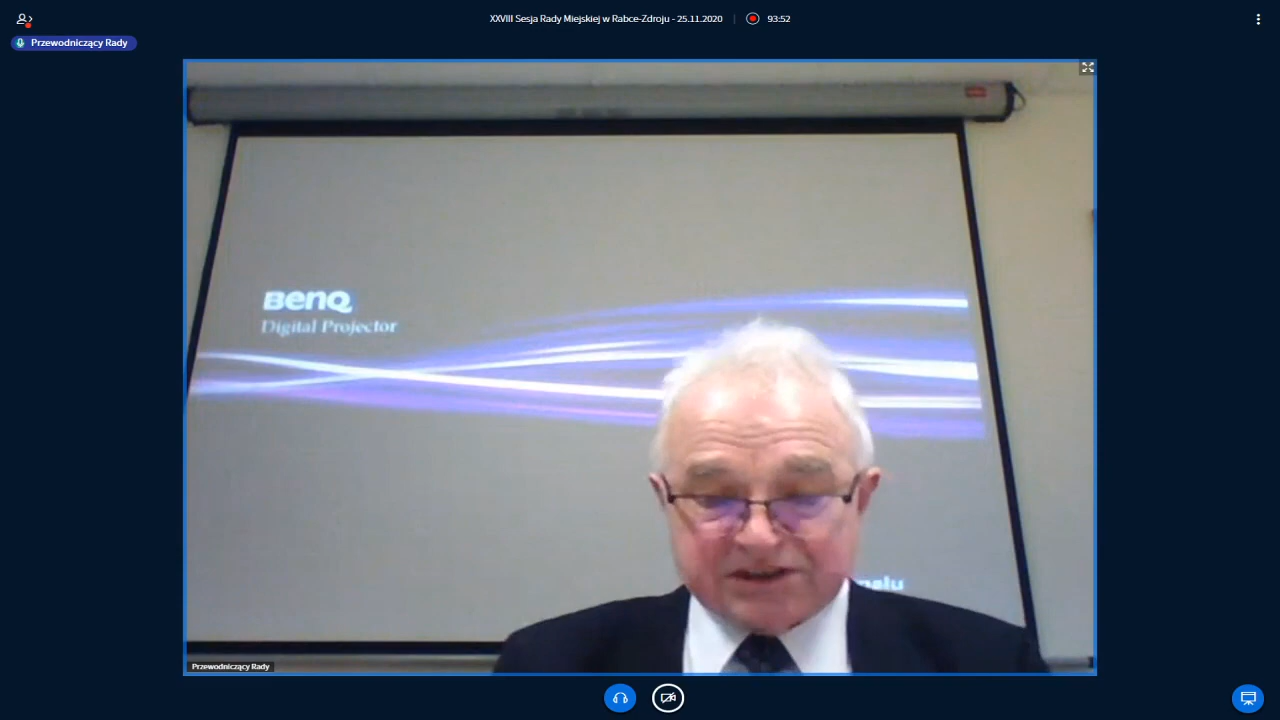 XXVIII Sesja Rady Miejskiej w Rabce-Zdroju - 25.11.2020
93:52
Przewodniczący Rady
BenQ
Digital Projector
Przewodniczący Rady